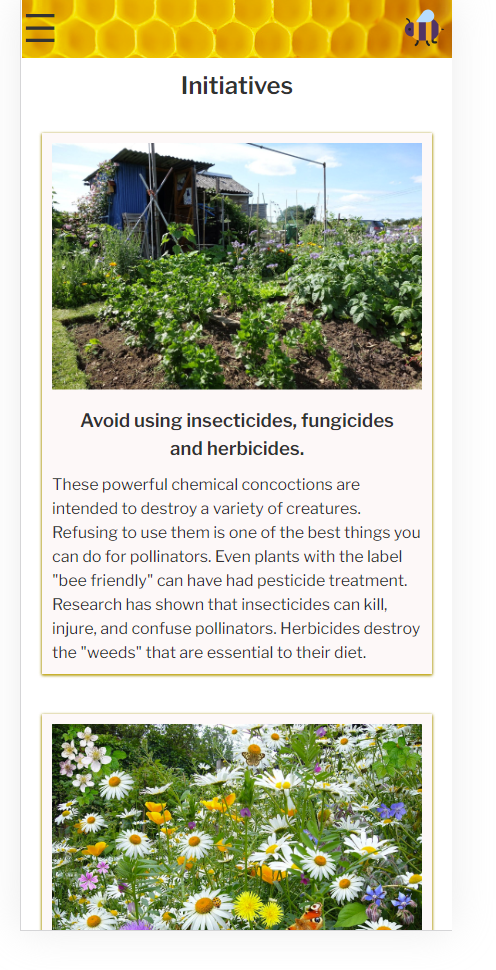 Initiatives
Avoid using insecticides, fungicides
and herbicides.
These powerful chemical concoctions are
intended to destroy a variety of creatures.
Refusing to use them is one of the best things you
can do for pollinators. Even plants with the label
"bee friendly" can have had pesticide treatment.
Research has shown that insecticides can kill,
injure, and confuse pollinators. Herbicides destroy
the "weeds" that are essential to their diet.